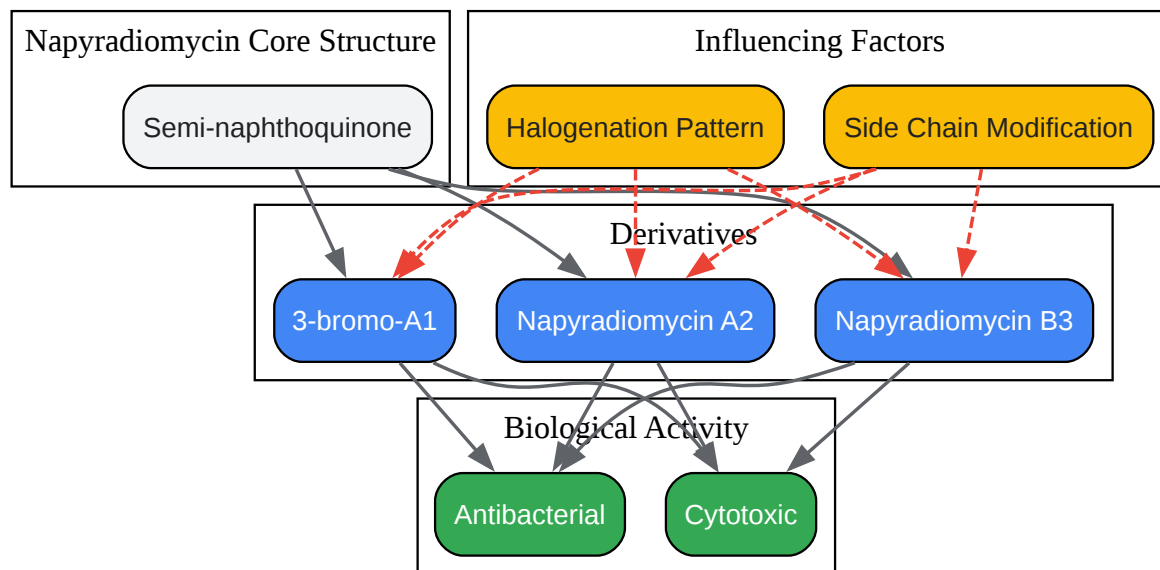 Napyradiomycin Core Structure
Influencing Factors
Semi-naphthoquinone
Halogenation Pattern
Side Chain Modification
Derivatives
3-bromo-A1
Napyradiomycin A2
Napyradiomycin B3
Biological Activity
Antibacterial
Cytotoxic